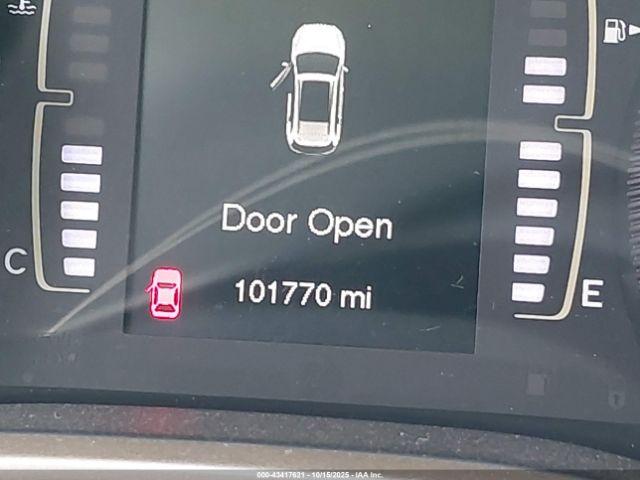 Door Open
101770 mi
C
E
000-43417621 - 10/15/2025 - IAA Inc.